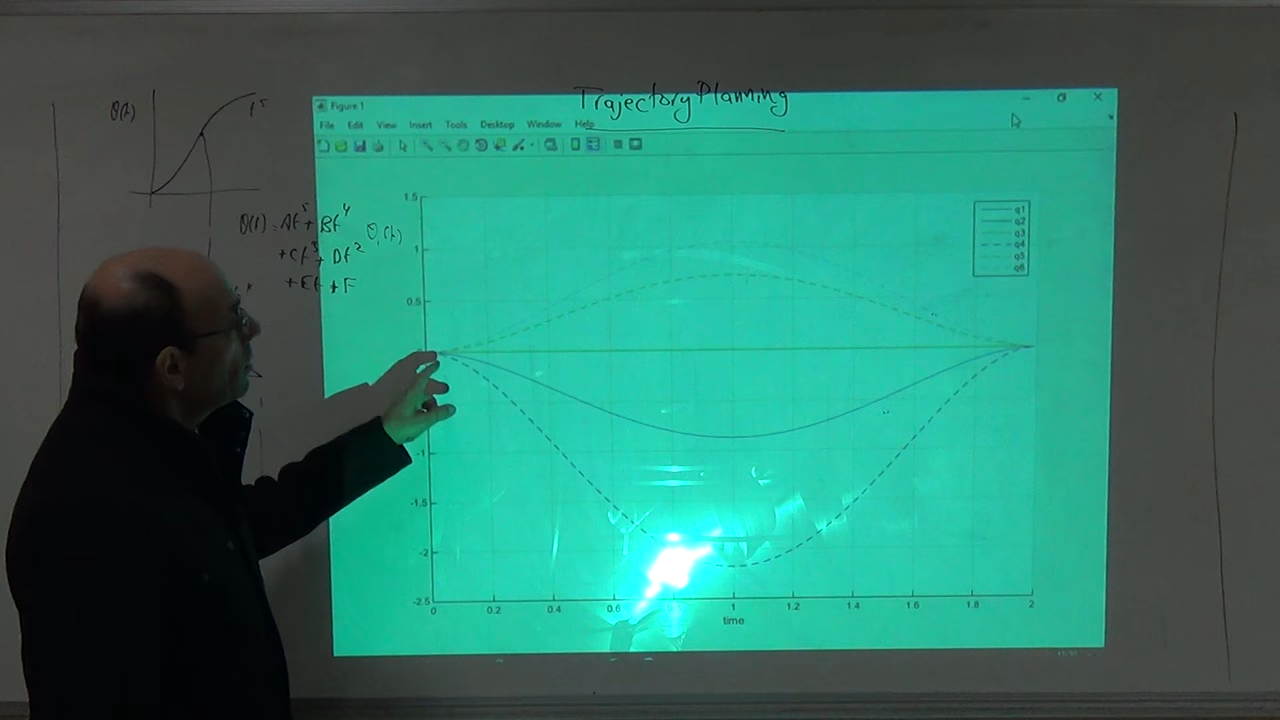 Trajectory Planning
Figure 1
File Edit View Insert Tools Desktop Window Help
θ(t)
t⁵
θ(t) = At⁵ + Bt⁴
+ Ct³ + Dt²
+ Et + F
θ₁(t)
q1
q2
q3
q4
q5
q6
1.5
1
0.5
-1
-1.5
-2
-2.5
0 0.2 0.4 0.6 1 1.2 1.4 1.6 1.8 2
time